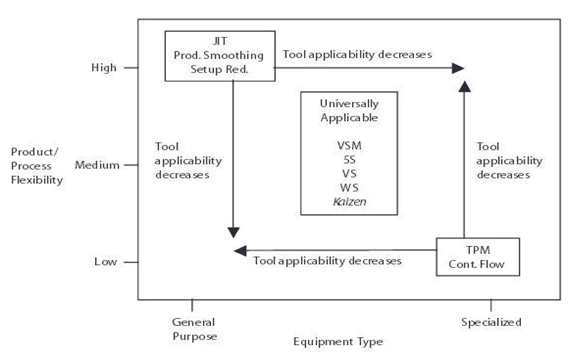 JIT
Prod. Smoothing
Setup Red.
Tool applicability decreases
High
Universally
Applicable
VSM
5S
VS
WS
Kaizen
Tool
applicability
decreases
Tool
applicability
decreases
Product/
Process
Flexibility
Medium
TPM
Cont. Flow
Tool applicability decreases
Low
General
Purpose
Specialized
Equipment Type